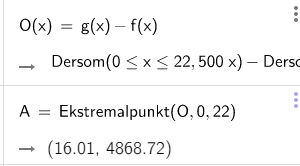 O(x) = g(x) − f(x)
→ Dersom(0 ≤ x ≤ 22, 500 x) − Derso
A = Ekstremalpunkt(O, 0, 22)
→ (16.01, 4868.72)